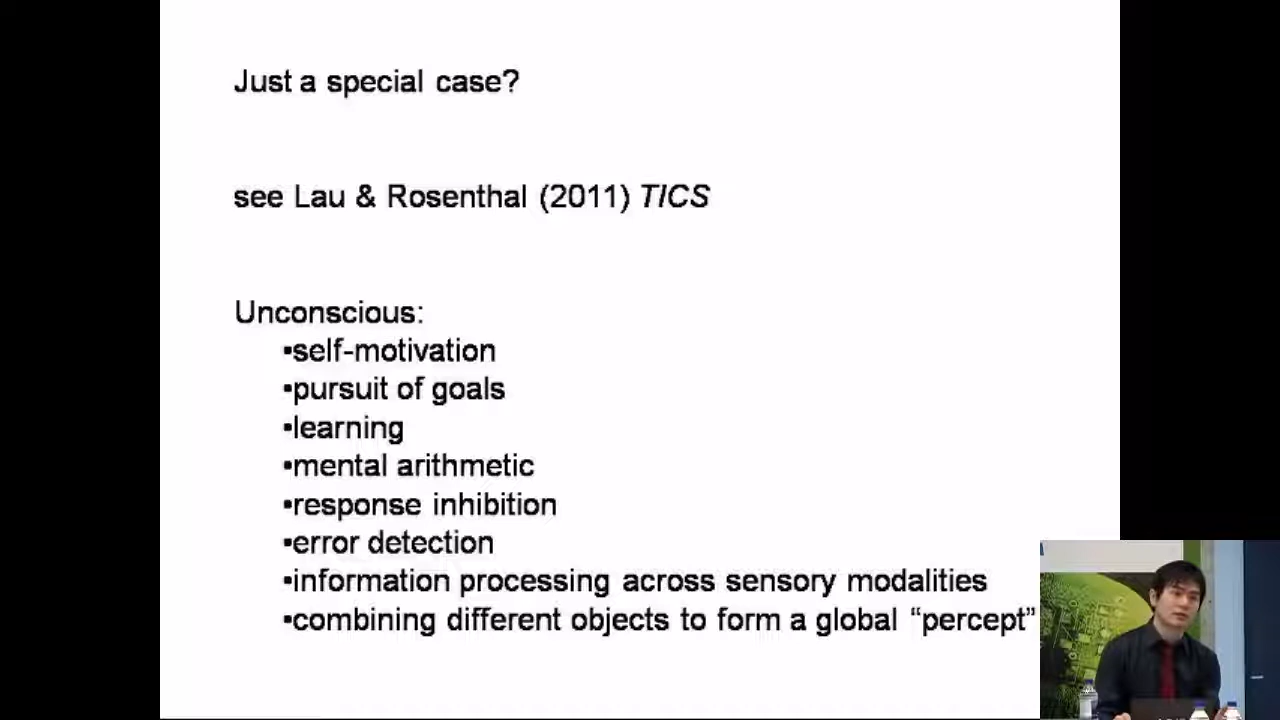 Just a special case?
see Lau & Rosenthal (2011) TICS
Unconscious:
▪self-motivation
▪pursuit of goals
▪learning
▪mental arithmetic
▪response inhibition
▪error detection
▪information processing across sensory modalities
▪combining different objects to form a global “percept”